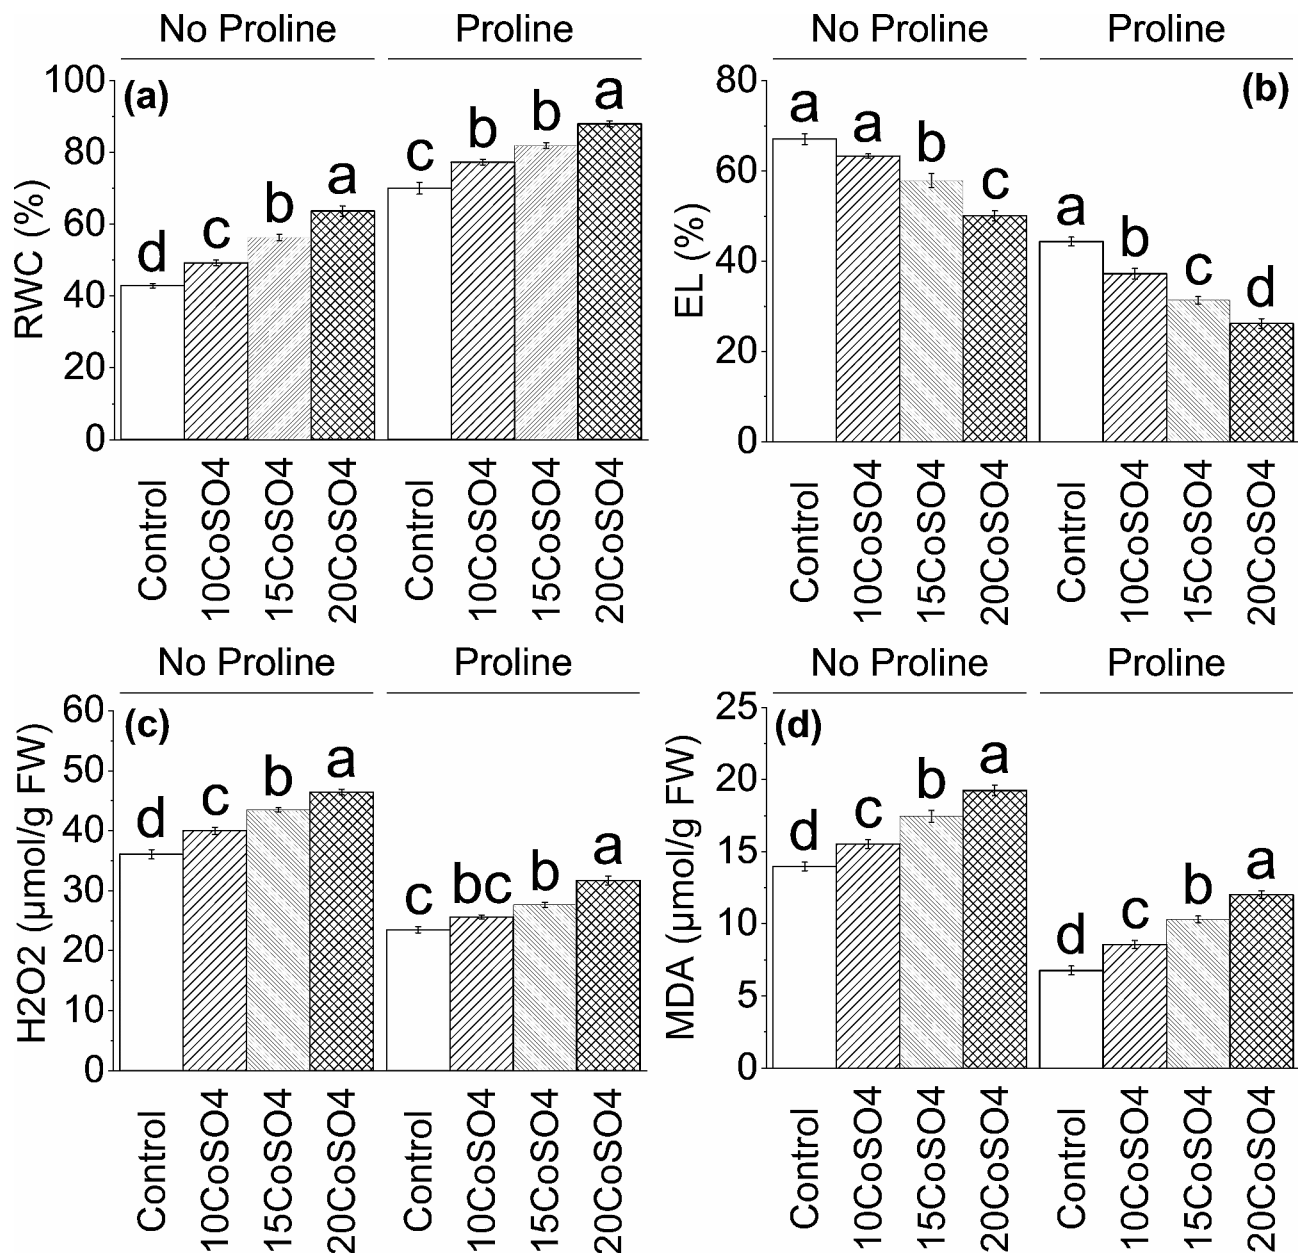 No Proline Proline
(a)
RWC (%)
100
80
60
40
20
0
d c b a c b b a
Control 10CoSO4 15CoSO4 20CoSO4 Control 10CoSO4 15CoSO4 20CoSO4
No Proline Proline
(b)
EL (%)
80
60
40
20
0
a a b c a b c d
Control 10CoSO4 15CoSO4 20CoSO4 Control 10CoSO4 15CoSO4 20CoSO4
No Proline Proline
(c)
H2O2 (μmol/g FW)
60
50
40
30
20
10
0
d c b a c bc b a
Control 10CoSO4 15CoSO4 20CoSO4 Control 10CoSO4 15CoSO4 20CoSO4
No Proline Proline
(d)
MDA (μmol/g FW)
25
20
15
10
5
0
d c b a d c b a
Control 10CoSO4 15CoSO4 20CoSO4 Control 10CoSO4 15CoSO4 20CoSO4